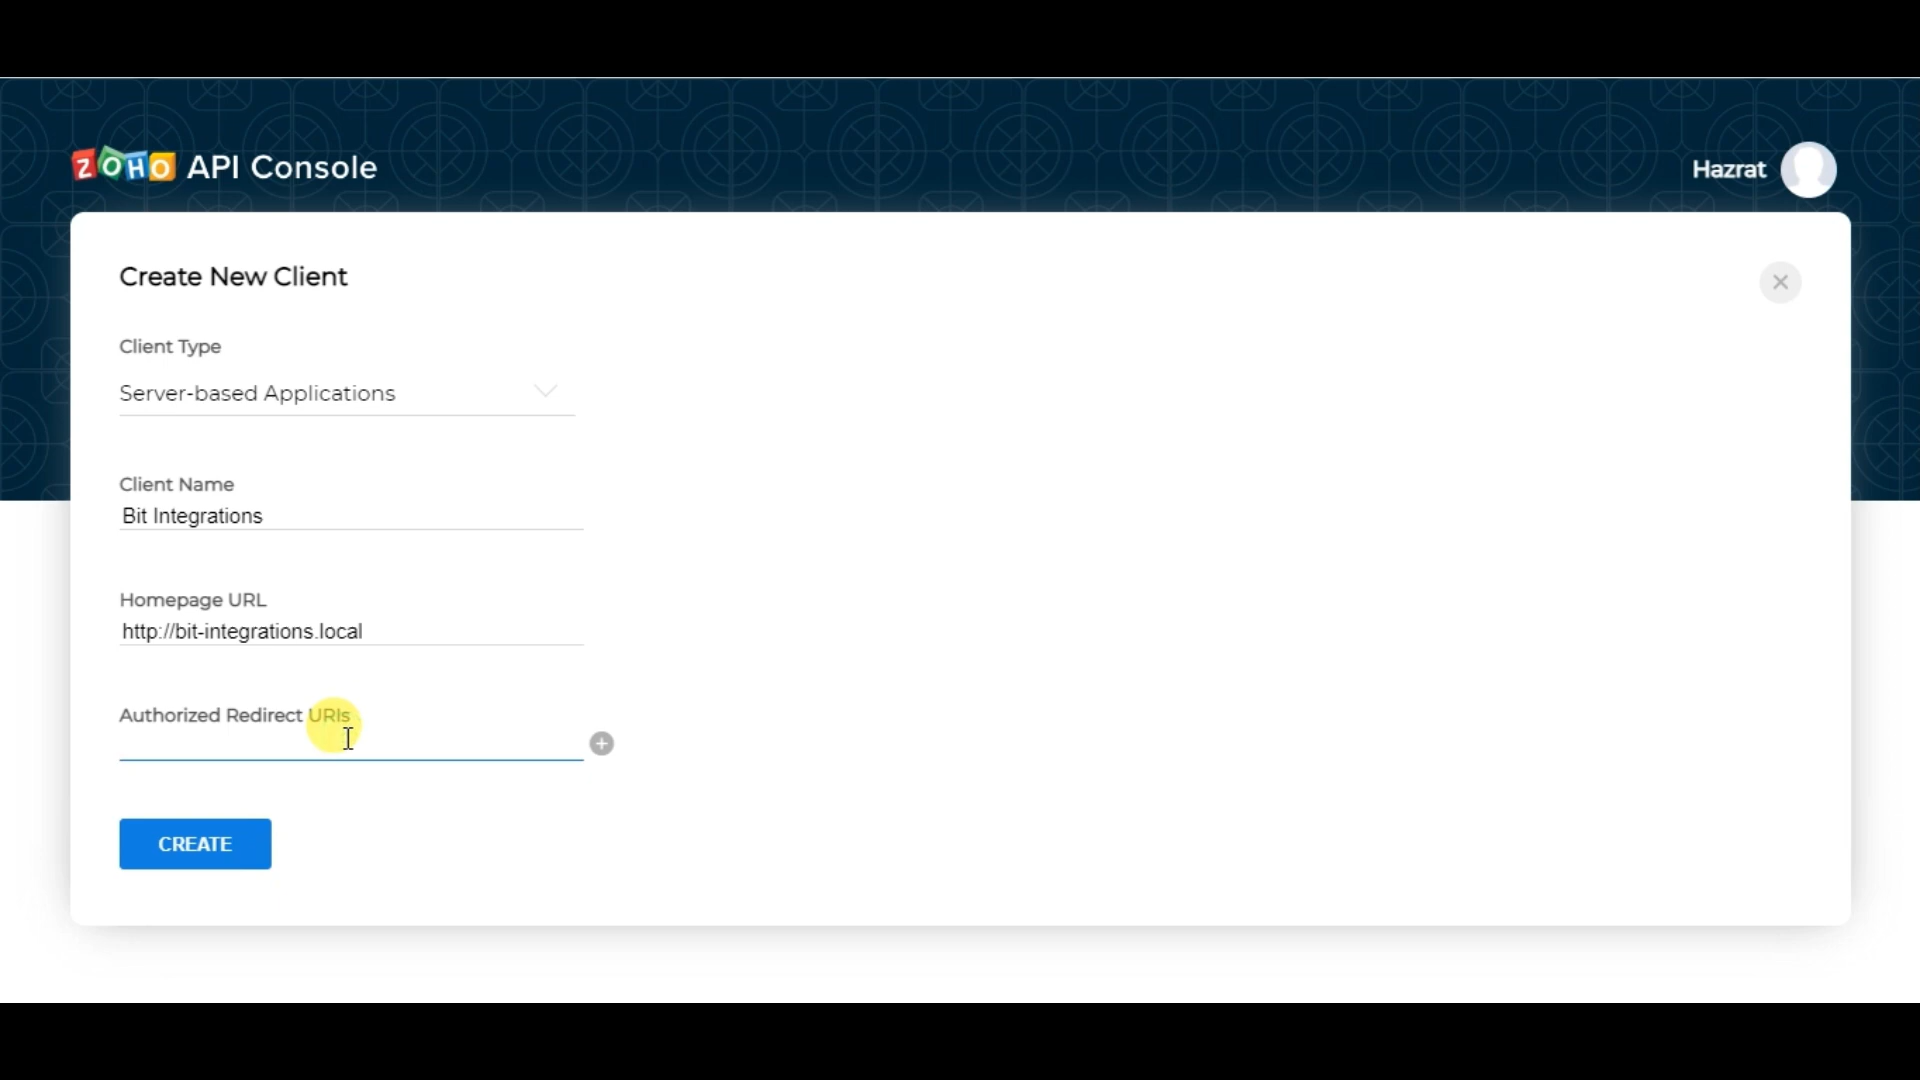 ZOHO API Console
Hazrat
Create New Client
Client Type
Server-based Applications
Client Name
Bit Integrations
Homepage URL
http://bit-integrations.local
Authorized Redirect URIs
CREATE